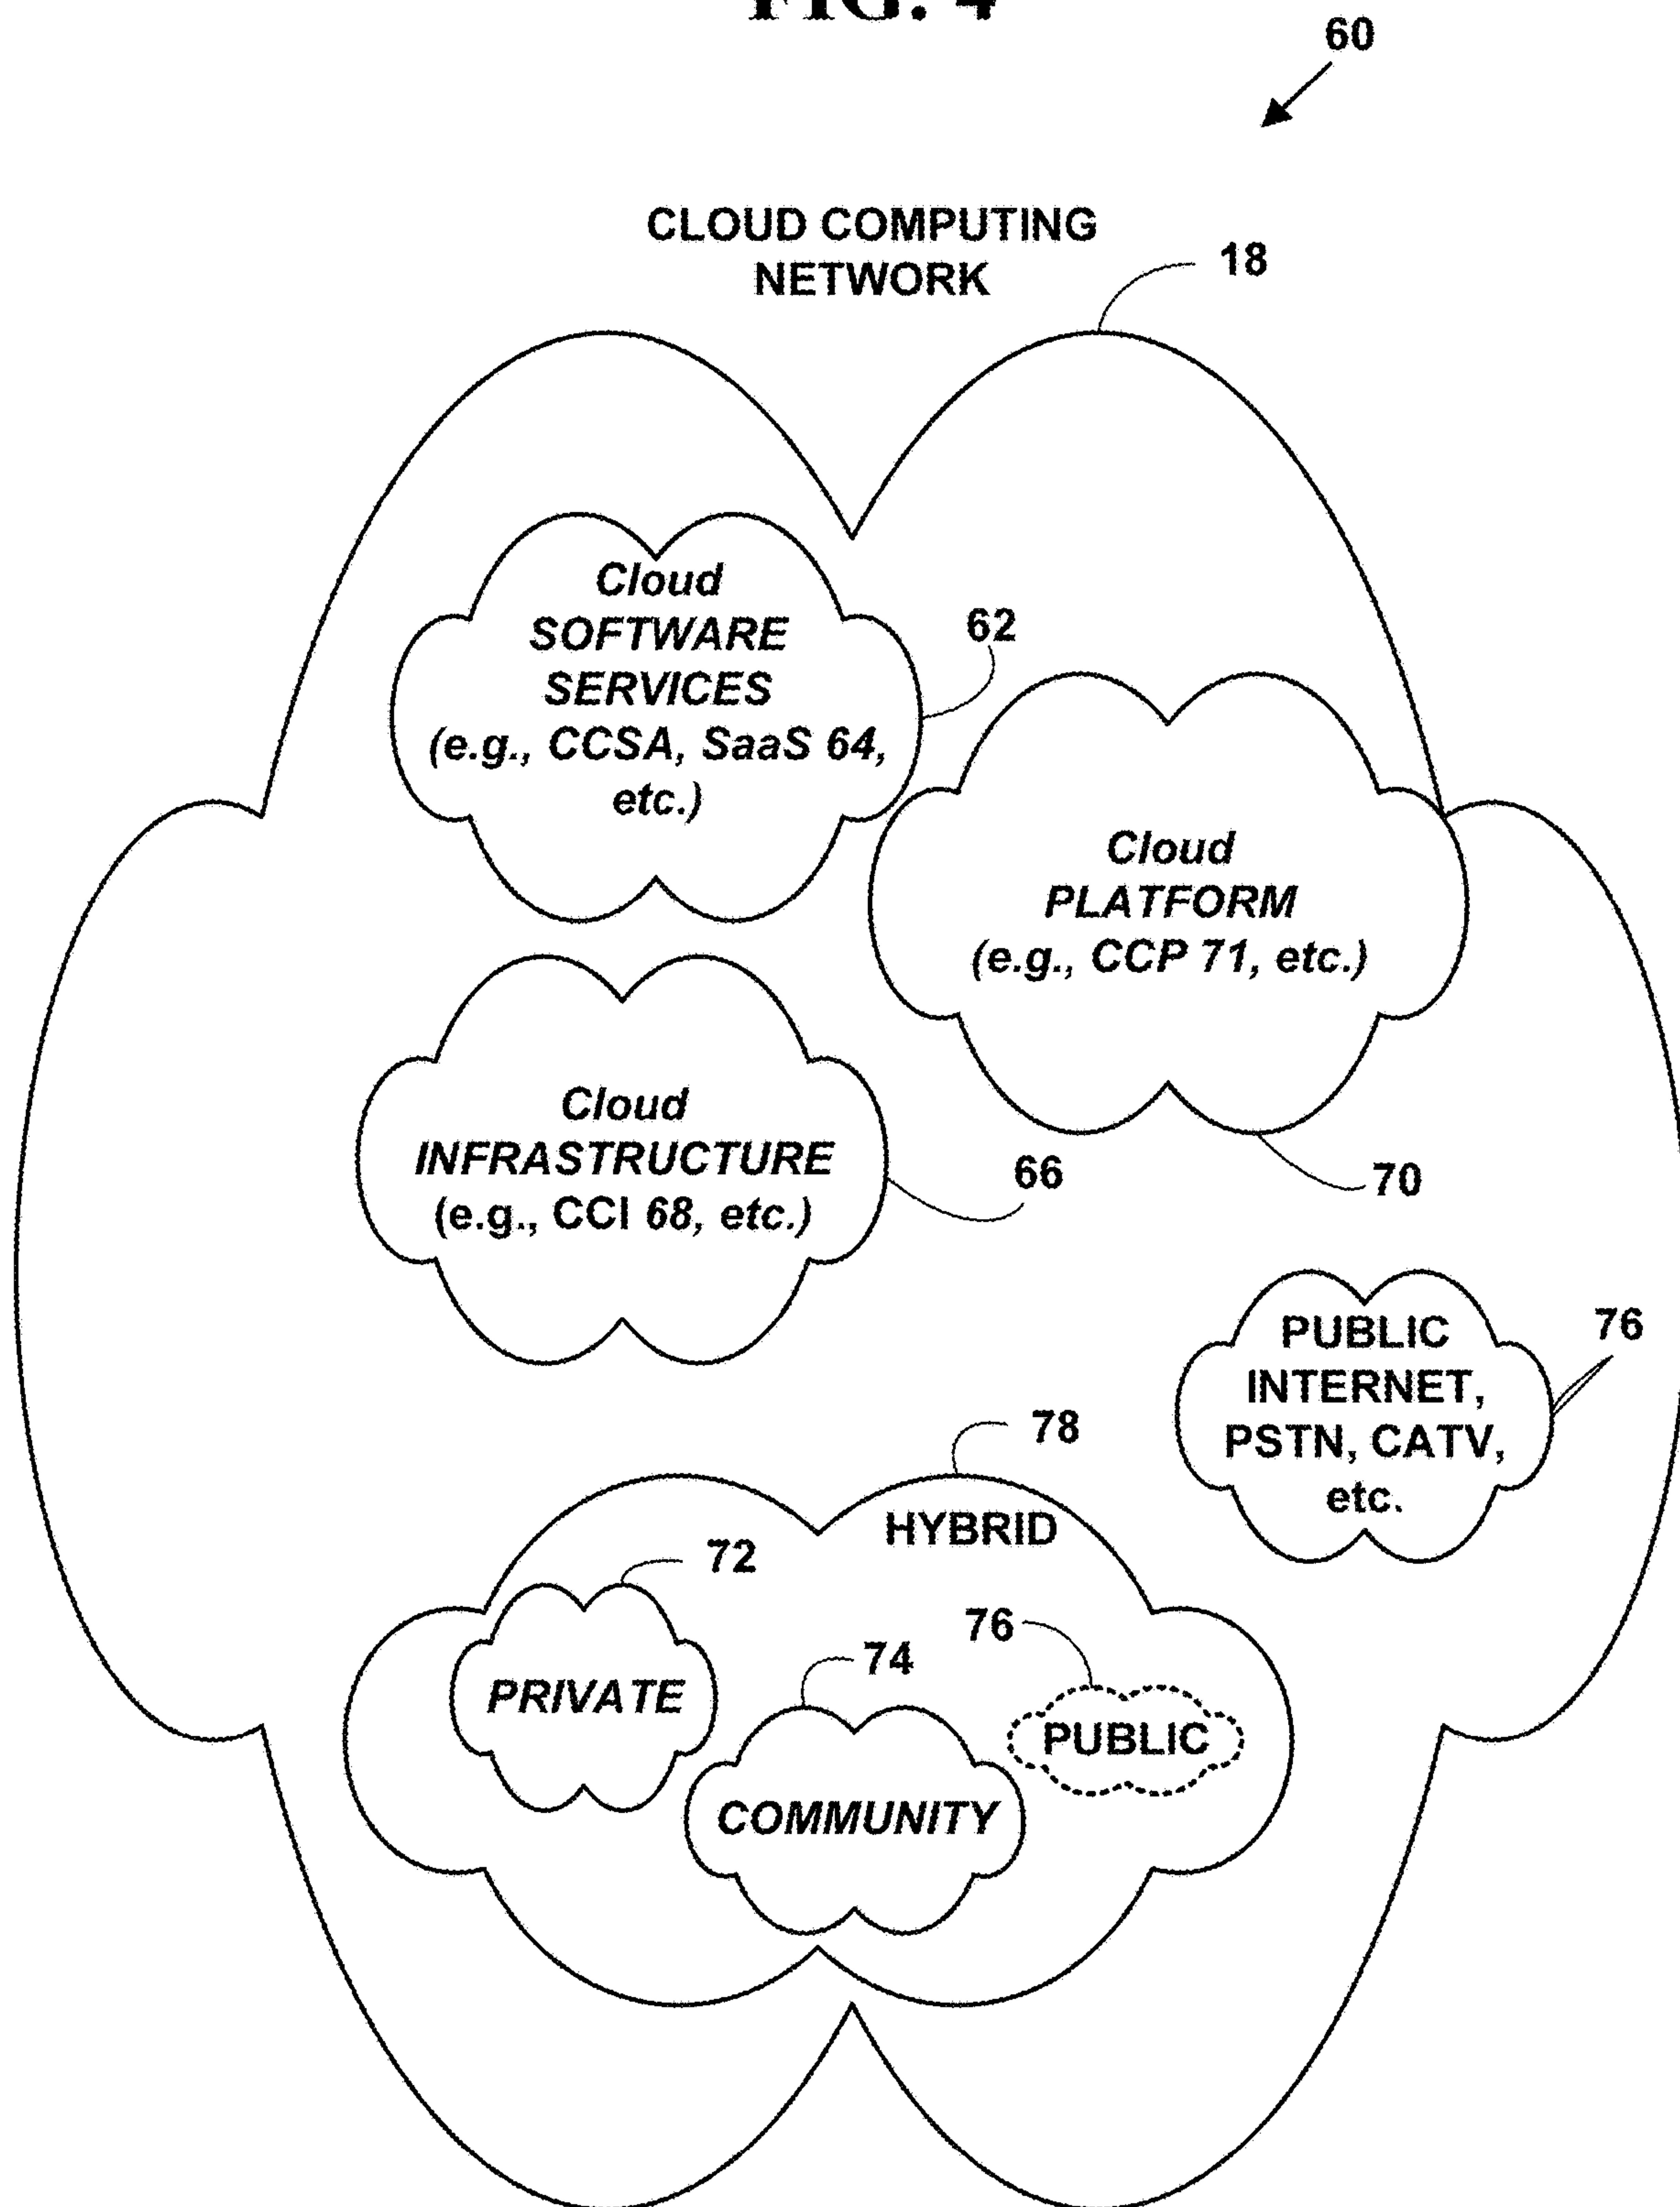 FIG. 4
60
CLOUD COMPUTING
NETWORK
18
Cloud
SOFTWARE
SERVICES
(e.g., CCSA, SaaS 64,
etc.)
62
Cloud
PLATFORM
(e.g., CCP 71, etc.)
70
Cloud
INFRASTRUCTURE
(e.g., CCI 68, etc.)
66
PUBLIC
INTERNET,
PSTN, CATV,
etc.
76
78
HYBRID
72
PRIVATE
74
COMMUNITY
76
PUBLIC